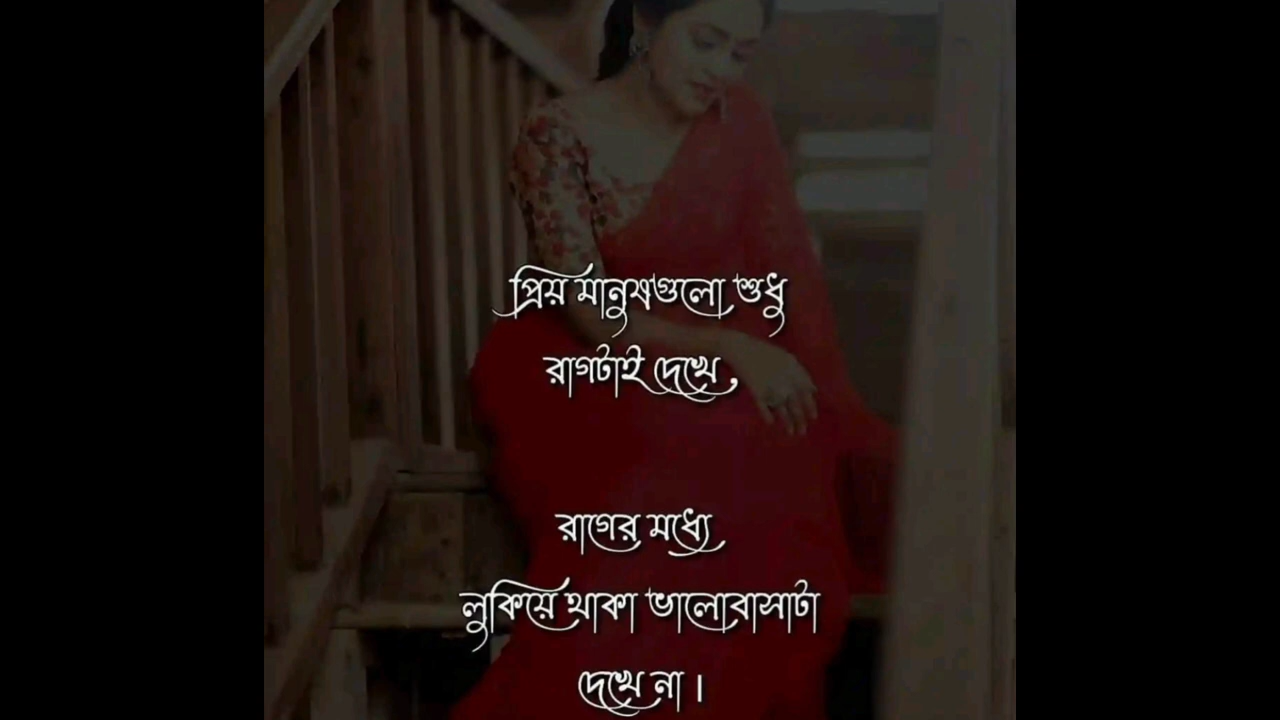 প্রিয় মানুষগুলো শুধু
রাগটাই দেখে,
রাগের মধ্যে
লুকিয়ে থাকা ভালোবাসাটা
দেখে না ।